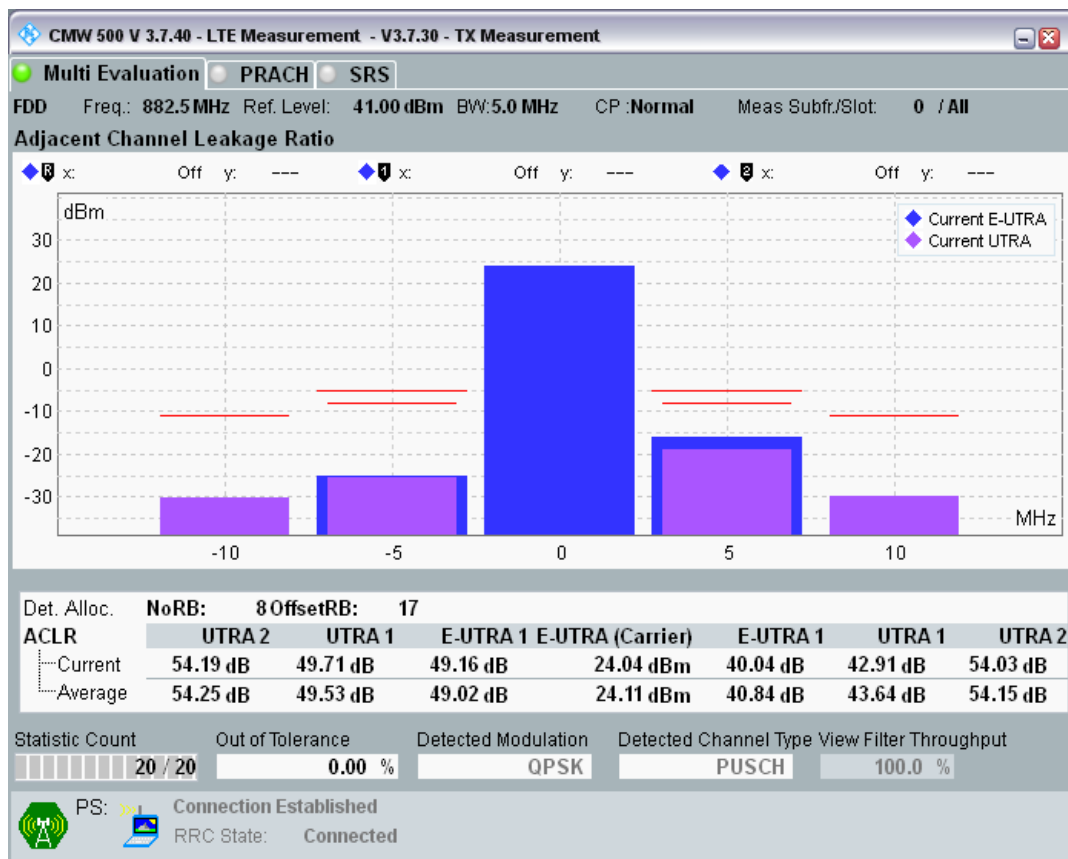 CMW 500 V 3.7.40 - LTE Measurement - V3.7.30 - TX Measurement
Multi Evaluation PRACH SRS
FDD Freq.: 882.5 MHz Ref. Level: 41.00 dBm BW:5.0 MHz CP :Normal Meas Subfr./Slot: 0 / All
Adjacent Channel Leakage Ratio
R x: Off y: --- 1 x: Off y: --- 2 x: Off y: ---
dBm
Current E-UTRA
Current UTRA
30
20
10
0
-10
-20
-30
MHz
-10 -5 0 5 10
Det. Alloc. NoRB: 8 OffsetRB: 17
ACLR UTRA 2 UTRA 1 E-UTRA 1 E-UTRA (Carrier) E-UTRA 1 UTRA 1 UTRA 2
Current 54.19 dB 49.71 dB 49.16 dB 24.04 dBm 40.04 dB 42.91 dB 54.03 dB
Average 54.25 dB 49.53 dB 49.02 dB 24.11 dBm 40.84 dB 43.64 dB 54.15 dB
Statistic Count Out of Tolerance Detected Modulation Detected Channel Type View Filter Throughput
20 / 20 0.00 % QPSK PUSCH 100.0 %
PS: Connection Established
RRC State: Connected